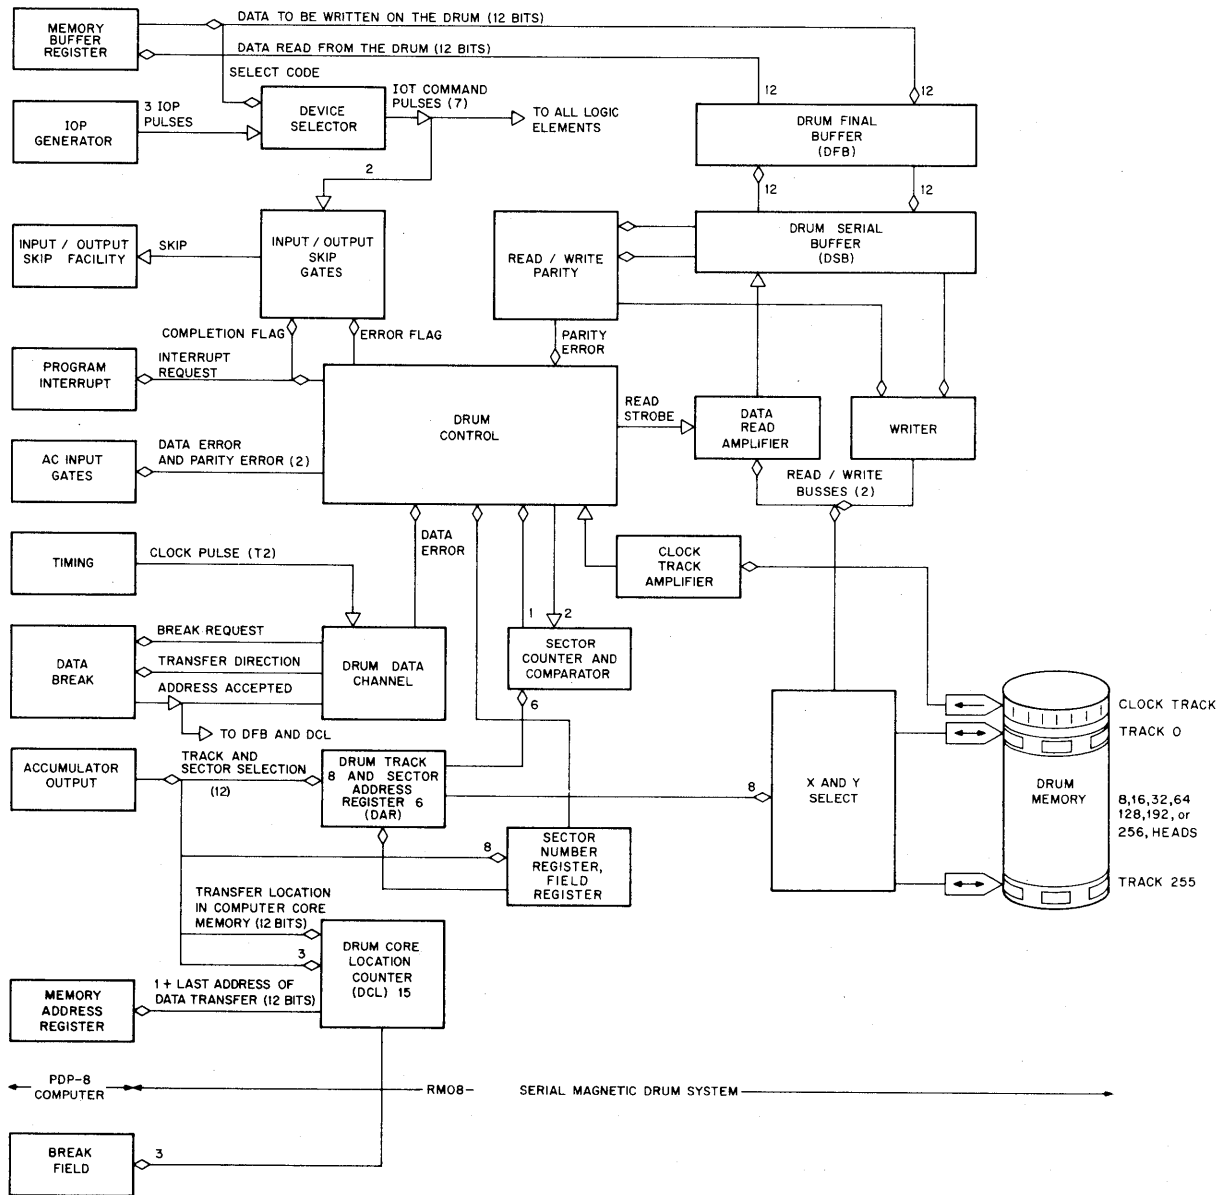 MEMORY
BUFFER
REGISTER
DATA TO BE WRITTEN ON THE DRUM (12 BITS)
DATA READ FROM THE DRUM (12 BITS)
SELECT CODE
3 IOP
PULSES
IOP
GENERATOR
DEVICE
SELECTOR
IOT COMMAND
PULSES (7)
TO ALL LOGIC
ELEMENTS
12
12
DRUM FINAL
BUFFER
(DFB)
2
12
12
INPUT / OUTPUT
SKIP FACILITY
SKIP
INPUT / OUTPUT
SKIP
GATES
READ / WRITE
PARITY
DRUM SERIAL
BUFFER
(DSB)
COMPLETION FLAG
ERROR FLAG
PARITY
ERROR
PROGRAM
INTERRUPT
INTERRUPT
REQUEST
DRUM
CONTROL
READ
STROBE
DATA
READ
AMPLIFIER
WRITER
AC INPUT
GATES
DATA ERROR
AND PARITY ERROR (2)
READ / WRITE
BUSSES (2)
DATA
ERROR
TIMING
CLOCK PULSE (T2)
CLOCK
TRACK
AMPLIFIER
1
2
DATA
BREAK
BREAK REQUEST
TRANSFER DIRECTION
ADDRESS ACCEPTED
DRUM DATA
CHANNEL
SECTOR
COUNTER AND
COMPARATOR
6
TO DFB AND DCL
CLOCK TRACK
TRACK 0
ACCUMULATOR
OUTPUT
TRACK AND
SECTOR SELECTION
(12)
DRUM TRACK
8 AND SECTOR
ADDRESS
REGISTER 6
(DAR)
8
X AND Y
SELECT
DRUM
MEMORY
8,16,32,64
128,192, or
256, HEADS
8
SECTOR
NUMBER
REGISTER,
FIELD
REGISTER
TRACK 255
TRANSFER LOCATION
IN COMPUTER CORE
MEMORY (12 BITS)
3
DRUM CORE
LOCATION
COUNTER
(DCL) 15
MEMORY
ADDRESS
REGISTER
1 + LAST ADDRESS OF
DATA TRANSFER (12 BITS)
PDP-8
COMPUTER
RM08-
SERIAL MAGNETIC DRUM SYSTEM
BREAK
FIELD
3